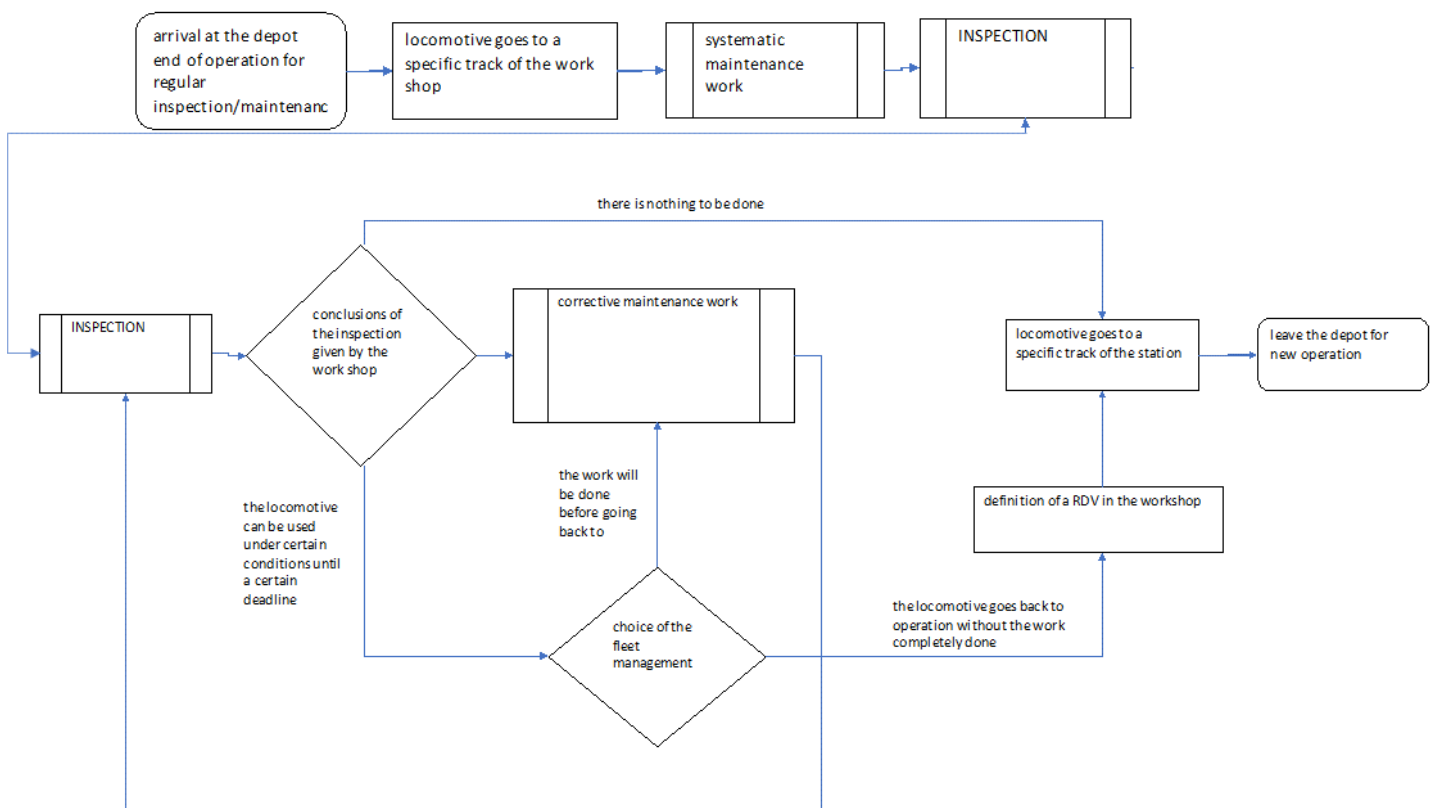 arrival at the depot
end of operation for
regular
inspection/maintenanc
locomotive goes to a
specific track of the work
shop
systematic
maintenance
work
INSPECTION
there is nothing to be done
INSPECTION
conclusions of
the inspection
given by the
work shop
corrective maintenance work
locomotive goes to a
specific track of the station
leave the depot for
new operation
the locomotive
can be used
under certain
conditions until
a certain
deadline
the work will
be done
before going
back to
definition of a RDV in the workshop
choice of the
fleet
management
the locomotive goes back to
operation without the work
completely done